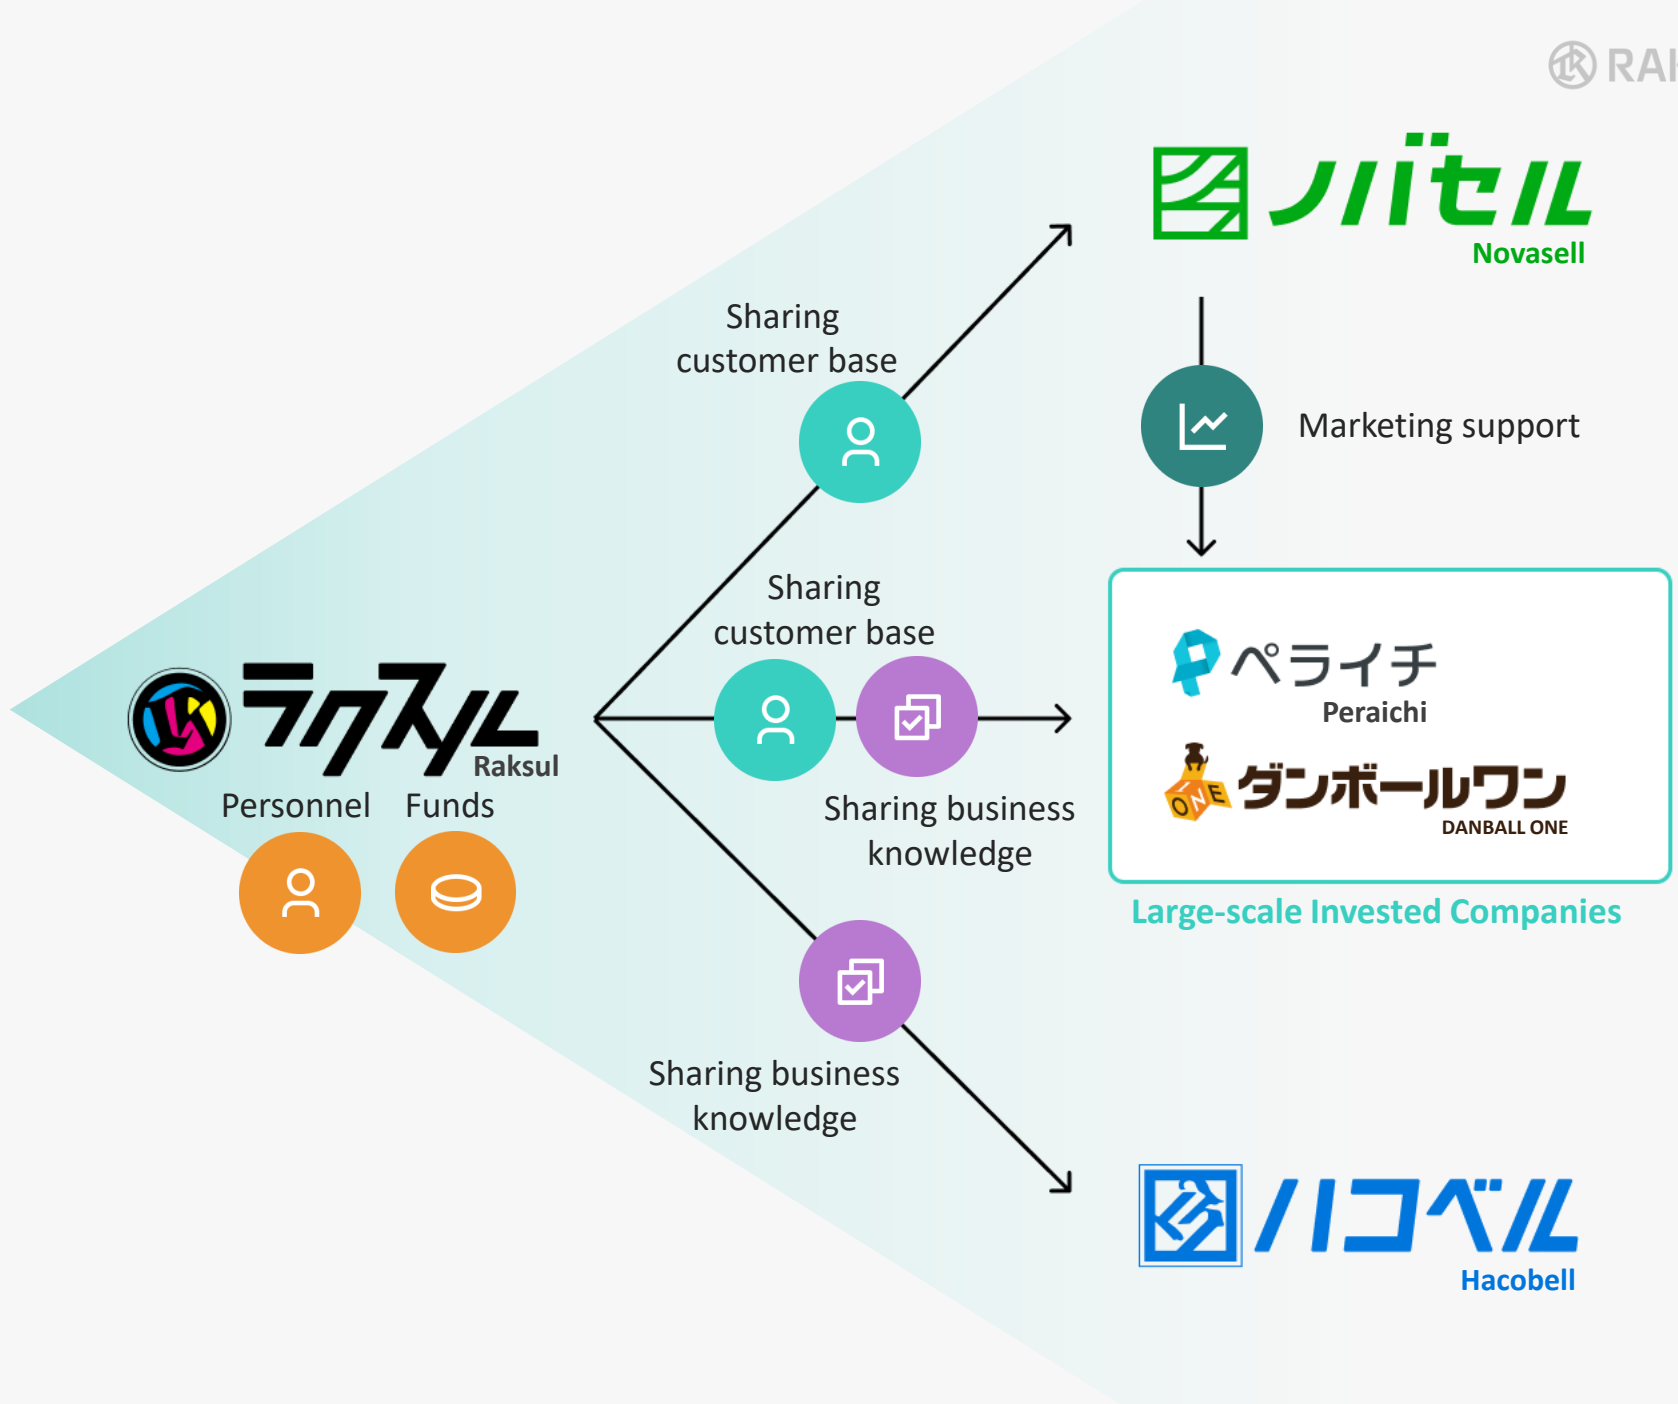 RAK
ノバセル
Novasell
Sharing
customer base
Marketing support
Sharing
customer base
ラクスル
Raksul
Personnel
Funds
Sharing business
knowledge
ペライチ
Peraichi
ONE
ダンボールワン
DANBALL ONE
Large-scale Invested Companies
Sharing business
knowledge
ハコベル
Hacobell